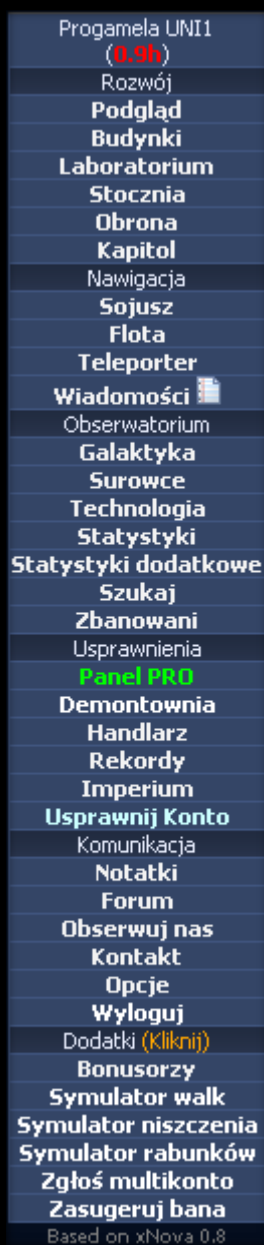 Progamela UNI1
(0.9h)
Rozwój
Podgląd
Budynki
Laboratorium
Stocznia
Obrona
Kapitol
Nawigacja
Sojusz
Flota
Teleporter
Wiadomości
Obserwatorium
Galaktyka
Surowce
Technologia
Statystyki
Statystyki dodatkowe
Szukaj
Zbanowani
Usprawnienia
Panel PRO
Demontownia
Handlarz
Rekordy
Imperium
Usprawnij Konto
Komunikacja
Notatki
Forum
Obserwuj nas
Kontakt
Opcje
Wyloguj
Dodatki (Kliknij)
Bonusorzy
Symulator walk
Symulator niszczenia
Symulator rabunków
Zgłoś multikonto
Zasugeruj bana
Based on xNova 0.8